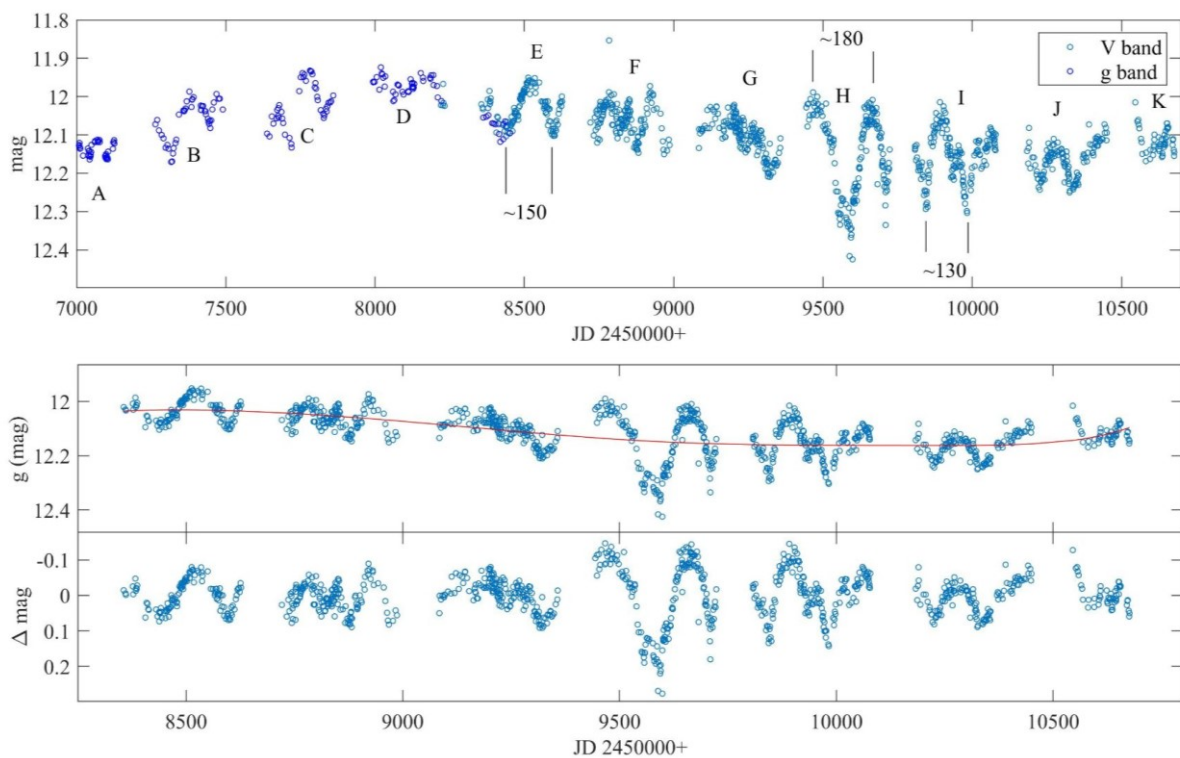 11.8
11.9
12
12.1
12.2
12.3
12.4
mag
A
B
C
D
E
F
G
H
I
J
K
~150
~180
~130
V band
g band
7000 7500 8000 8500 9000 9500 10000 10500
JD 2450000+
12
12.2
12.4
g (mag)
-0.1
0
0.1
0.2
Δ mag
8500 9000 9500 10000 10500
JD 2450000+